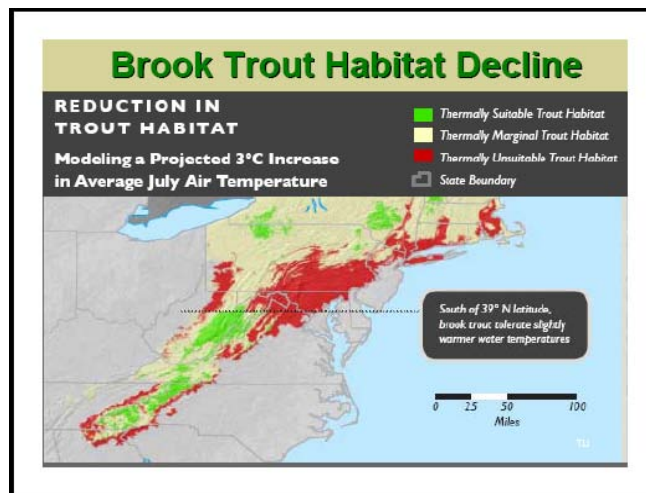 Brook Trout Habitat Decline
REDUCTION IN
TROUT HABITAT
Modeling a Projected 3°C Increase
in Average July Air Temperature
Thermally Suitable Trout Habitat
Thermally Marginal Trout Habitat
Thermally Unsuitable Trout Habitat
State Boundary
South of 39° N latitude,
brook trout tolerate slightly
warmer water temperatures
0 25 50 100
Miles
TU